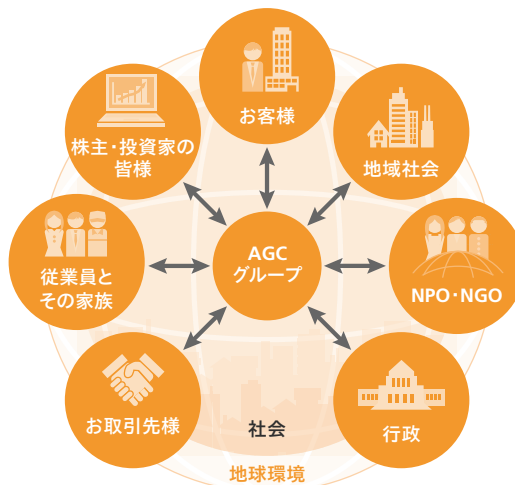 お客様
株主・投資家の
皆様
地域社会
AGC
グループ
従業員と
その家族
NPO・NGO
お取引先様
社会
行政
地球環境